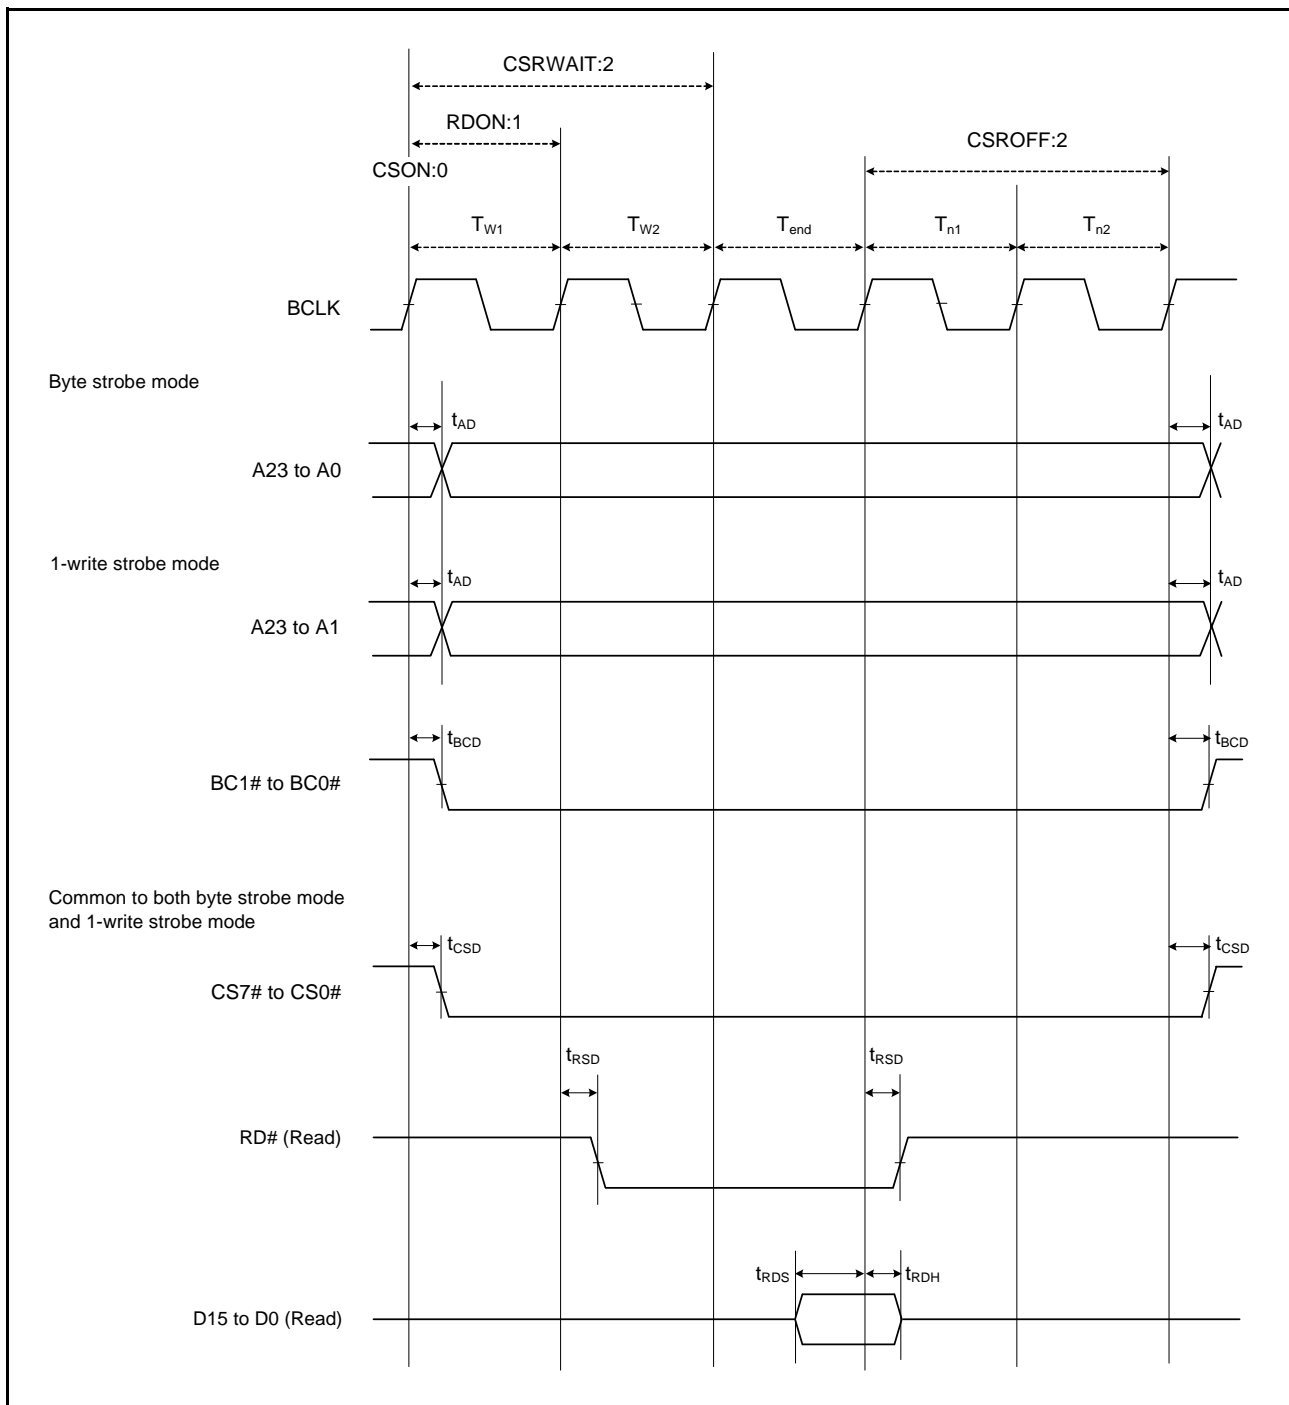 CSRWAIT:2
RDON:1
CSROFF:2
CSON:0
TW1
TW2
Tend
Tn1
Tn2
BCLK
Byte strobe mode
tAD
tAD
A23 to A0
1-write strobe mode
tAD
tAD
A23 to A1
tBCD
tBCD
BC1# to BC0#
Common to both byte strobe mode
and 1-write strobe mode
tCSD
tCSD
CS7# to CS0#
tRSD
tRSD
RD# (Read)
tRDS
tRDH
D15 to D0 (Read)